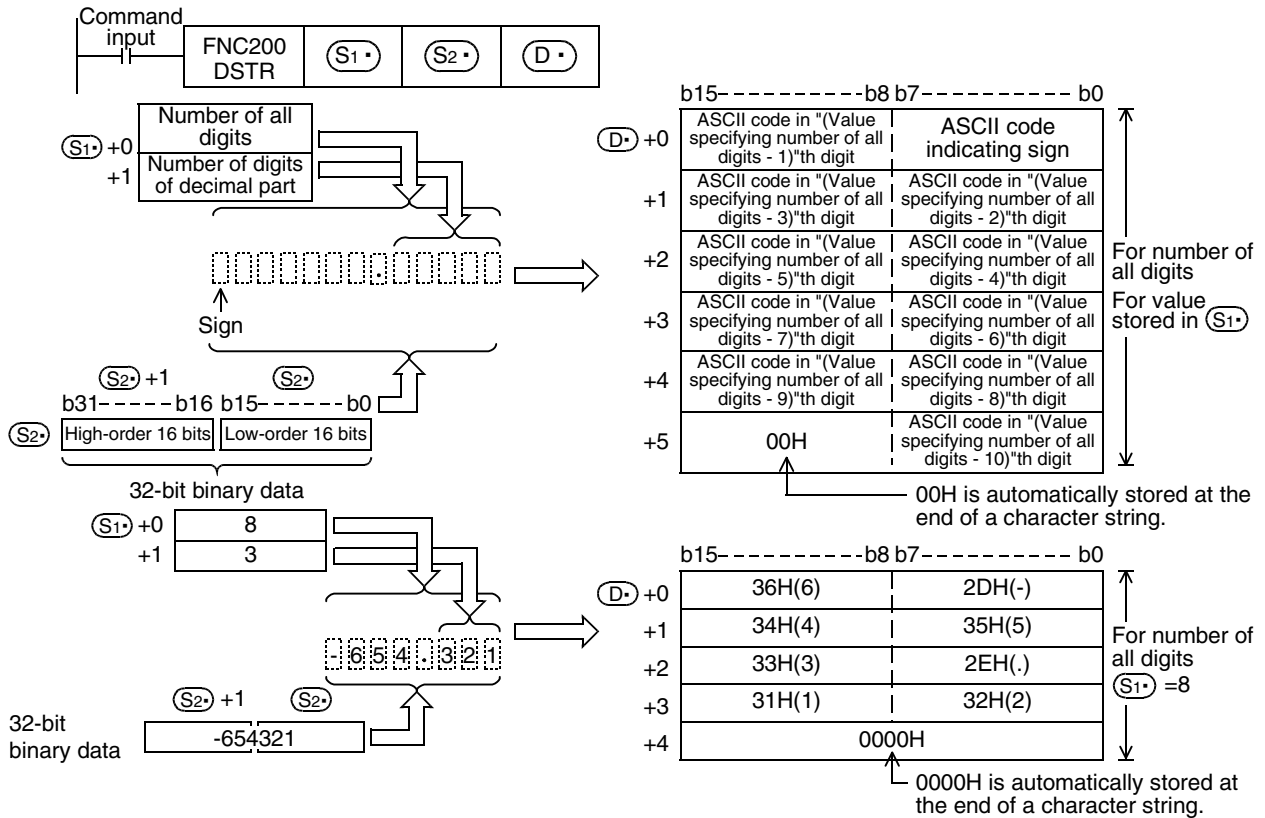 Command
input
FNC200
DSTR
S1·
S2·
D·
Number of all
digits
S1· +0
Number of digits
of decimal part
+1
.
Sign
S2· +1
S2·
b31------b16
b15------b0
S2·
High-order 16 bits
Low-order 16 bits
32-bit binary data
b15-----------b8
b7-----------b0
D· +0
ASCII code in "(Value
specifying number of all
digits - 1)"th digit
ASCII code
indicating sign
+1
ASCII code in "(Value
specifying number of all
digits - 3)"th digit
ASCII code in "(Value
specifying number of all
digits - 2)"th digit
+2
ASCII code in "(Value
specifying number of all
digits - 5)"th digit
ASCII code in "(Value
specifying number of all
digits - 4)"th digit
+3
ASCII code in "(Value
specifying number of all
digits - 7)"th digit
ASCII code in "(Value
specifying number of all
digits - 6)"th digit
+4
ASCII code in "(Value
specifying number of all
digits - 9)"th digit
ASCII code in "(Value
specifying number of all
digits - 8)"th digit
+5
00H
ASCII code in "(Value
specifying number of all
digits - 10)"th digit
For number of
all digits
For value
stored in S1·
00H is automatically stored at the
end of a character string.
S1· +0
8
+1
3
-654.321
S2· +1
S2·
32-bit
binary data
-654321
b15-----------b8
b7-----------b0
D· +0
36H(6)
2DH(-)
+1
34H(4)
35H(5)
+2
33H(3)
2EH(.)
+3
31H(1)
32H(2)
+4
0000H
For number of
all digits
S1· =8
0000H is automatically stored at
the end of a character string.